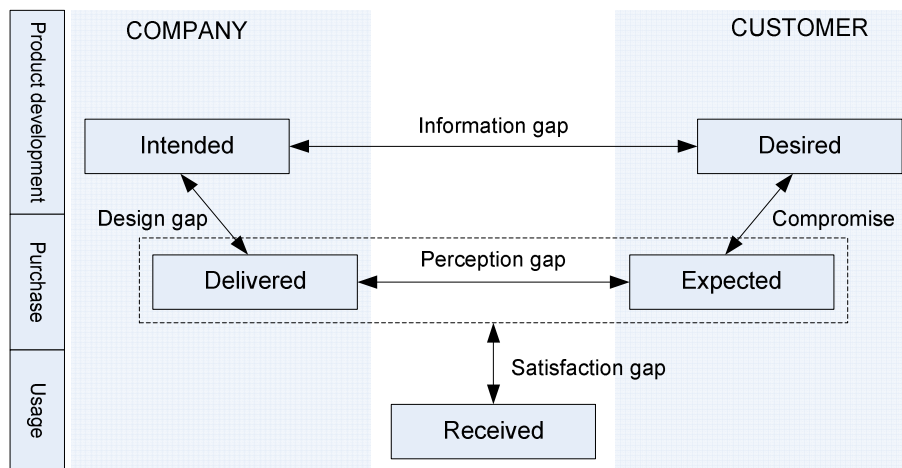 COMPANY
CUSTOMER
Product development
Intended
Information gap
Desired
Design gap
Compromise
Purchase
Delivered
Perception gap
Expected
Satisfaction gap
Usage
Received